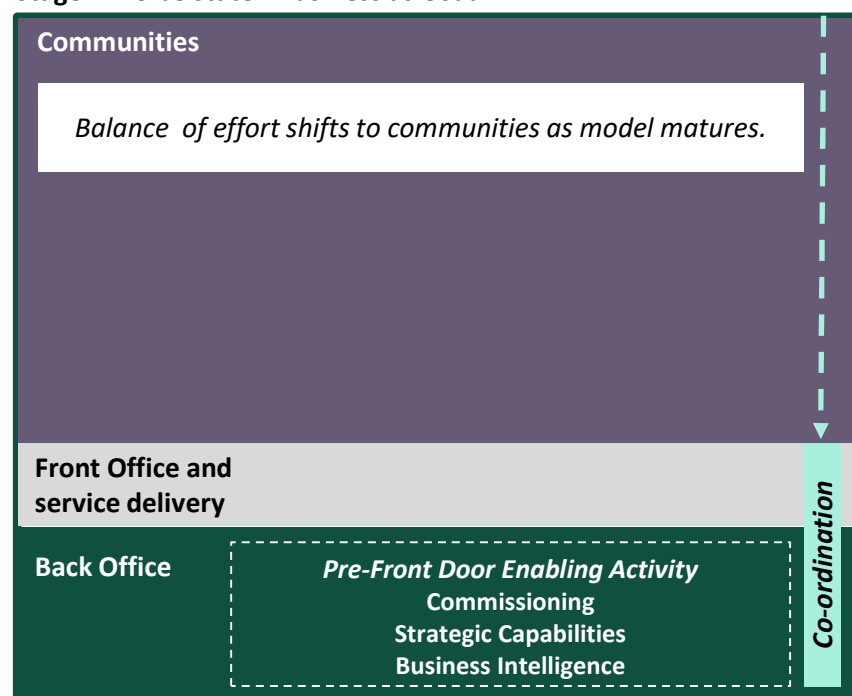 Communities
Balance of effort shifts to communities as model matures.
Front Office and
service delivery
Back Office
Pre-Front Door Enabling Activity
Commissioning
Strategic Capabilities
Business Intelligence
Co-ordination